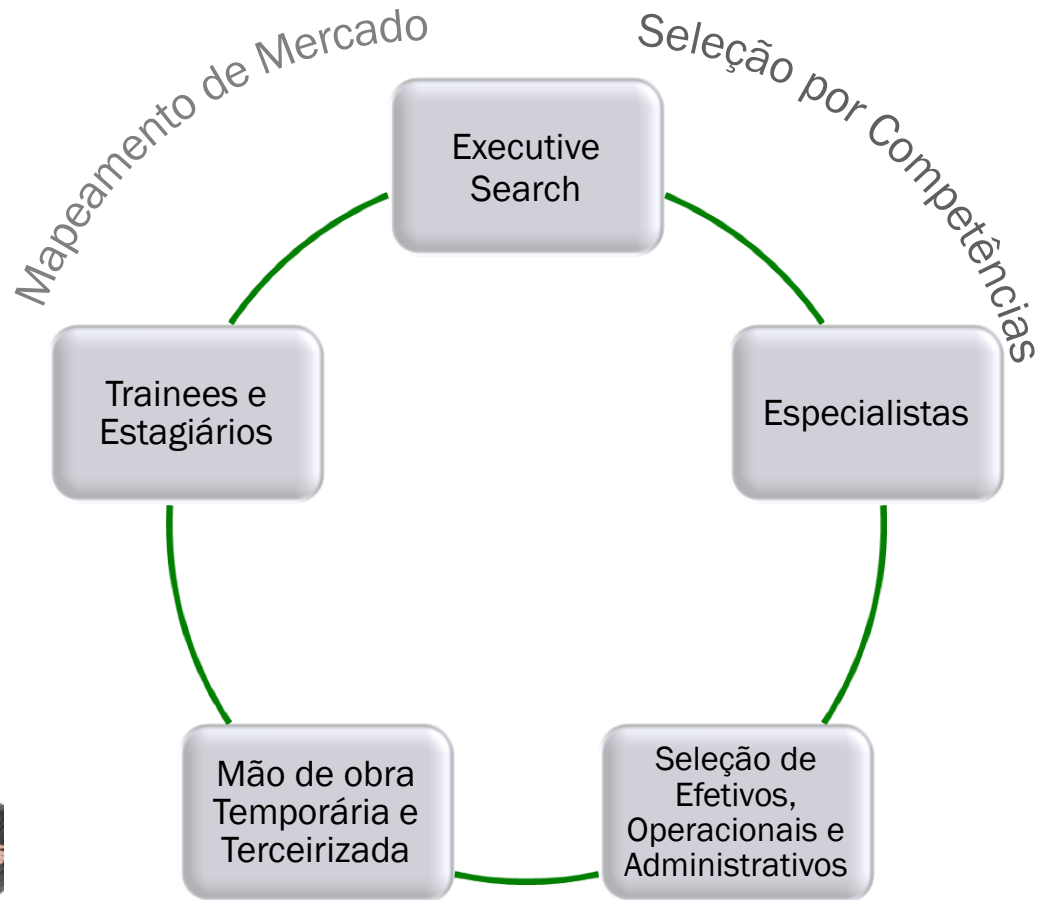 Mapeamento de Mercado
Seleção por Competências
Executive
Search
Trainees e
Estagiários
Especialistas
Mão de obra
Temporária e
Terceirizada
Seleção de
Efetivos,
Operacionais e
Administrativos